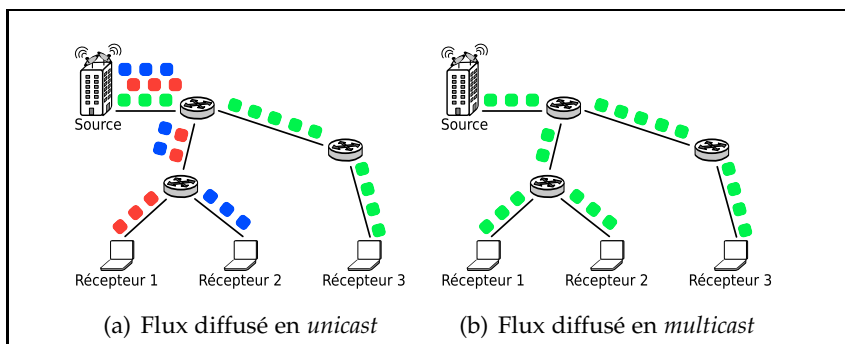 Source
Récepteur 1 Récepteur 2 Récepteur 3
(a) Flux diffusé en unicast
Source
Récepteur 1 Récepteur 2 Récepteur 3
(b) Flux diffusé en multicast